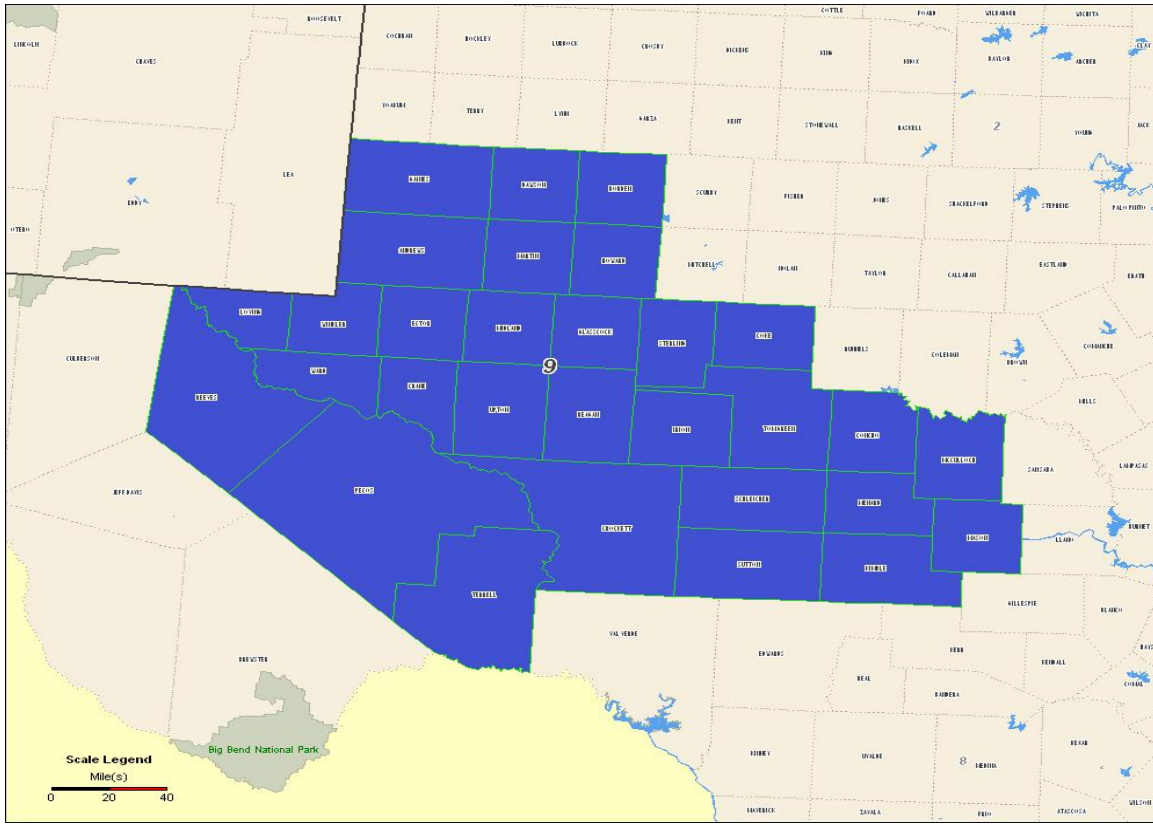 ROOSEVELT
COTTLE
FOARD
WILBARGER
WICHITA
LINCOLN
CHAVES
COCHRAN
HOCKLEY
LUBBOCK
CROSBY
DICKENS
KING
KNOX
BAYLOR
ARCHER
CLAY
YOAKUM
TERRY
LYNN
GARZA
KENT
STONEWALL
HASKELL
2
YOUNG
JACK
LEA
EDDY
OTERO
GAINES
DAWSON
BORDEN
SCURRY
FISHER
JONES
SHACKELFORD
STEPHENS
PALO PINTO
ANDREWS
MARTIN
HOWARD
MITCHELL
NOLAN
TAYLOR
CALLAHAN
EASTLAND
ERATH
LOVING
WINKLER
ECTOR
MIDLAND
GLASSCOCK
STERLING
COKE
RUNNELS
COLEMAN
BROWN
COMANCHE
CULBERSON
9
REEVES
WARD
CRANE
UPTON
REAGAN
IRION
TOM GREEN
CONCHO
MCCULLOCH
MILLS
SAN SABA
LAMPASAS
JEFF DAVIS
PECOS
CROCKETT
SCHLEICHER
MENARD
MASON
LLANO
BURNET
TERRELL
SUTTON
KIMBLE
GILLESPIE
BLANCO
BREWSTER
VAL VERDE
EDWARDS
KERR
KENDALL
HAYS
REAL
BANDERA
COMAL
Big Bend National Park
KINNEY
UVALDE
8
MEDINA
BEXAR
WILSON
MAVERICK
ZAVALA
FRIO
ATASCOSA
Scale Legend
Mile(s)
0 20 40